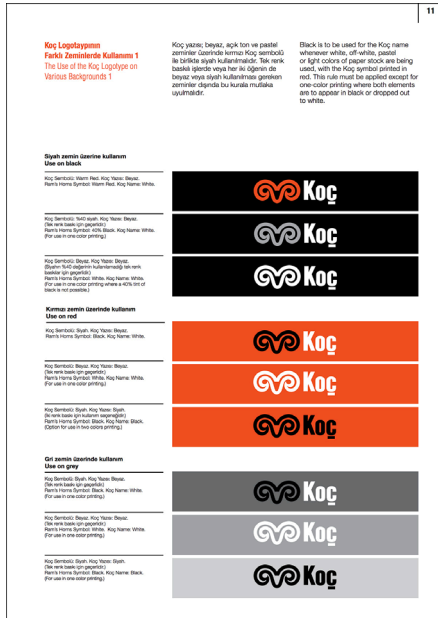 11
Koç Logotaypının
Farklı Zeminlerde Kullanımı 1
The Use of the Koç Logotype on
Various Backgrounds 1
Koç yazısı; beyaz, açık ton ve pastel
zeminler üzerinde kırmızı Koç sembolü
ile birlikte siyah kullanılmalıdır. Tek renk
baskılı işlerde veya her iki öğenin de
beyaz veya siyah kullanılması gereken
zeminler dışında bu kurala mutlaka
uyulmalıdır.
Black is to be used for the Koç name
whenever white, off-white, pastel
or light colors of paper stock are being
used, with the Koç symbol printed in
red. This rule must be applied except for
one-color printing where both elements
are to appear in black or dropped out
to white.
Siyah zemin üzerine kullanım
Use on black
Koç Sembolü: Warm Red. Koç Yazısı: Beyaz.
Ram's Horns Symbol: Warm Red. Koç Name: White.
Koç
Koç Sembolü: %40 siyah. Koç Yazısı: Beyaz.
(Tek renk baskı için geçerlidir.)
Ram's Horns Symbol: 40% Black. Koç Name: White.
(For use in one color printing.)
Koç
Koç Sembolü: Beyaz. Koç Yazısı: Beyaz.
(Siyahın %40 değerinin kullanılamadığı tek renk
baskılar için geçerlidir.)
Ram's Horns Symbol: White. Koç Name: White.
(For use in one color printing where a 40% tint of
black is not possible.)
Koç
Kırmızı zemin üzerinde kullanım
Use on red
Koç Sembolü: Siyah. Koç Yazısı: Beyaz.
Ram's Horns Symbol: Black. Koç Name: White.
Koç
Koç Sembolü: Beyaz. Koç Yazısı: Beyaz.
(Tek renk baskı için geçerlidir.)
Ram's Horns Symbol: White. Koç Name: White.
(For use in one color printing.)
Koç
Koç Sembolü: Siyah. Koç Yazısı: Siyah.
(İki renk baskı için kullanım seçeneğidir.)
Ram's Horns Symbol: Black. Koç Name: Black.
(Option for use in two colors printing.)
Koç
Gri zemin üzerinde kullanım
Use on grey
Koç Sembolü: Siyah. Koç Yazısı: Beyaz.
(Tek renk baskı için geçerlidir.)
Ram's Horns Symbol: Black. Koç Name: White.
(For use in one color printing.)
Koç
Koç Sembolü: Beyaz. Koç Yazısı: Beyaz.
(Tek renk baskı için geçerlidir.)
Ram's Horns Symbol: White. Koç Name: White.
(For use in one color printing.)
Koç
Koç Sembolü: Siyah. Koç Yazısı: Siyah.
(Tek renk baskı için geçerlidir.)
Ram's Horns Symbol: Black. Koç Name: Black.
(For use in one color printing.)
Koç